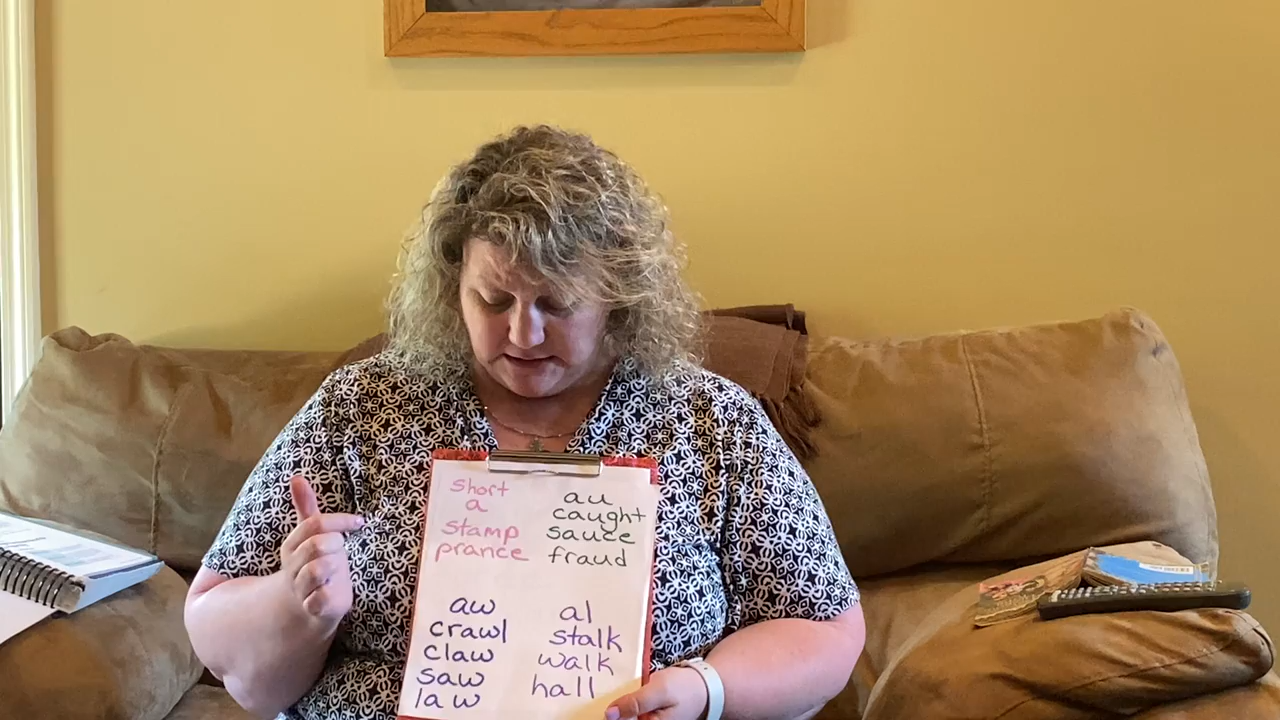 short
a
stamp
prance
au
caught
sauce
fraud
aw
crawl
claw
saw
law
al
stalk
walk
hall